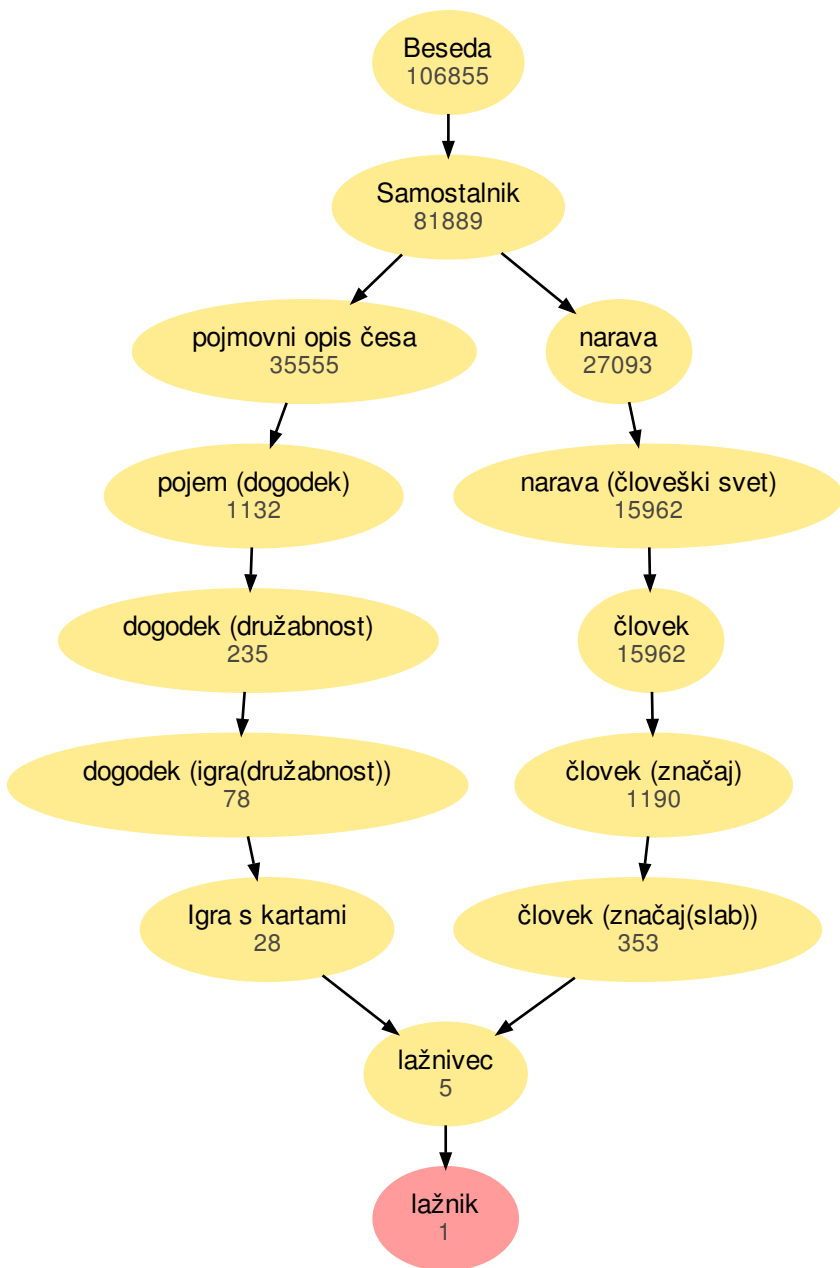 Beseda
106855
Samostalnik
81889
pojmovni opis česa
35555
narava
27093
pojem (dogodek)
1132
narava (človeški svet)
15962
dogodek (družabnost)
235
človek
15962
dogodek (igra(družabnost))
78
človek (značaj)
1190
Igra s kartami
28
človek (značaj(slab))
353
lažnivec
5
lažnik
1